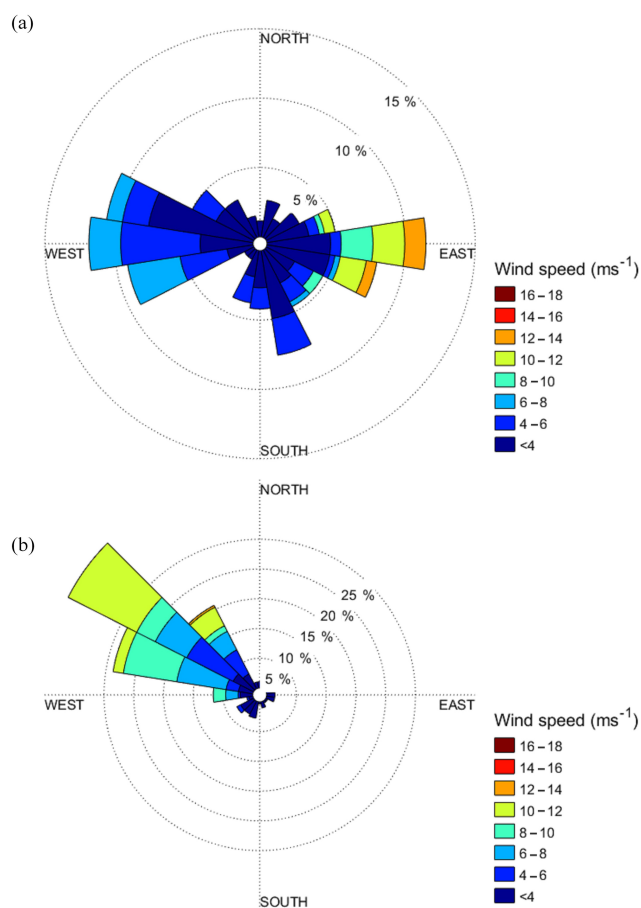 (a)
NORTH
15 %
10 %
5 %
WEST
EAST
SOUTH
Wind speed (ms⁻¹)
16 – 18
14 – 16
12 – 14
10 – 12
8 – 10
6 – 8
4 – 6
<4
(b)
NORTH
25 %
20 %
15 %
10 %
5 %
WEST
EAST
SOUTH
Wind speed (ms⁻¹)
16 – 18
14 – 16
12 – 14
10 – 12
8 – 10
6 – 8
4 – 6
<4